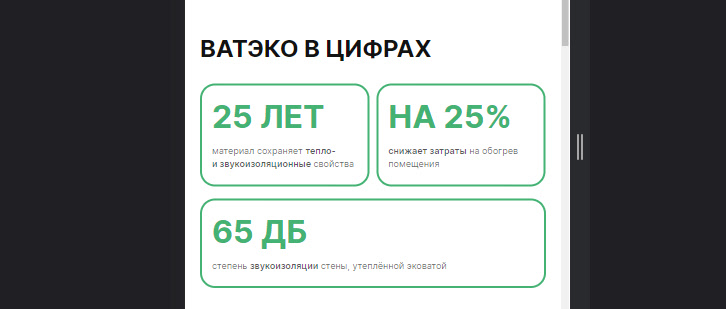 ВАТЭКО В ЦИФРАХ
25 ЛЕТ
материал сохраняет тепло-
и звукоизоляционные свойства
НА 25%
снижает затраты на обогрев
помещения
65 ДБ
степень звукоизоляции стены, утеплённой эковатой